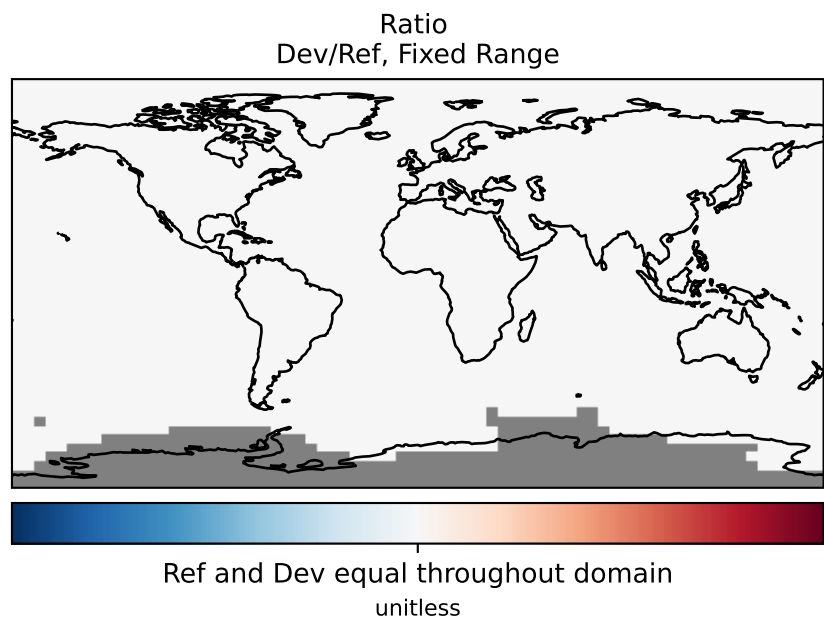 Ratio
Dev/Ref, Fixed Range
Ref and Dev equal throughout domain
unitless